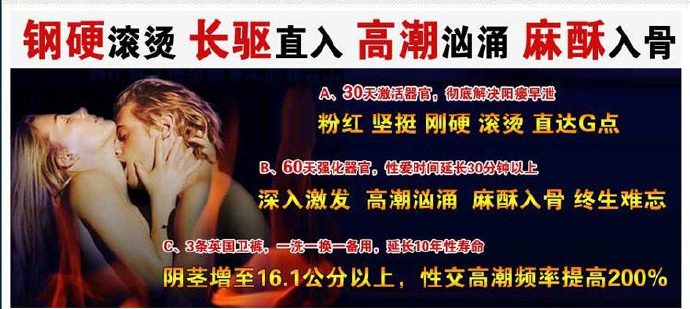 钢硬滚烫 长驱直入 高潮汹涌 麻酥入骨
A、30天激活器官，彻底解决阳痿早泄
粉红 坚挺 刚硬 滚烫 直达G点
B、60天强化器官，性爱时间延长30分钟以上
深入激发 高潮汹涌 麻酥入骨 终生难忘
C、3条英国卫裤，一洗一换一备用，延长10年性寿命
阴茎增至16.1公分以上，性交高潮频率提高200%